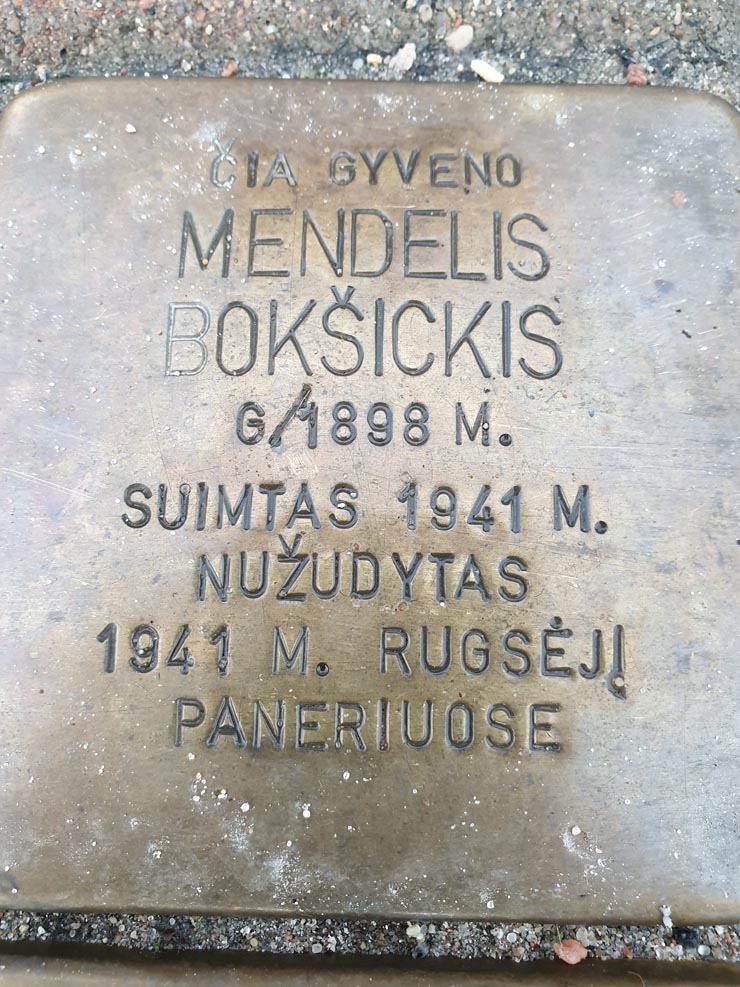 ČIA GYVENO
MENDELIS
BOKŠICKIS
G. 1898 M.
SUIMTAS 1941 M.
NUŽUDYTAS
1941 M. RUGSĖJĮ
PANERIUOSE